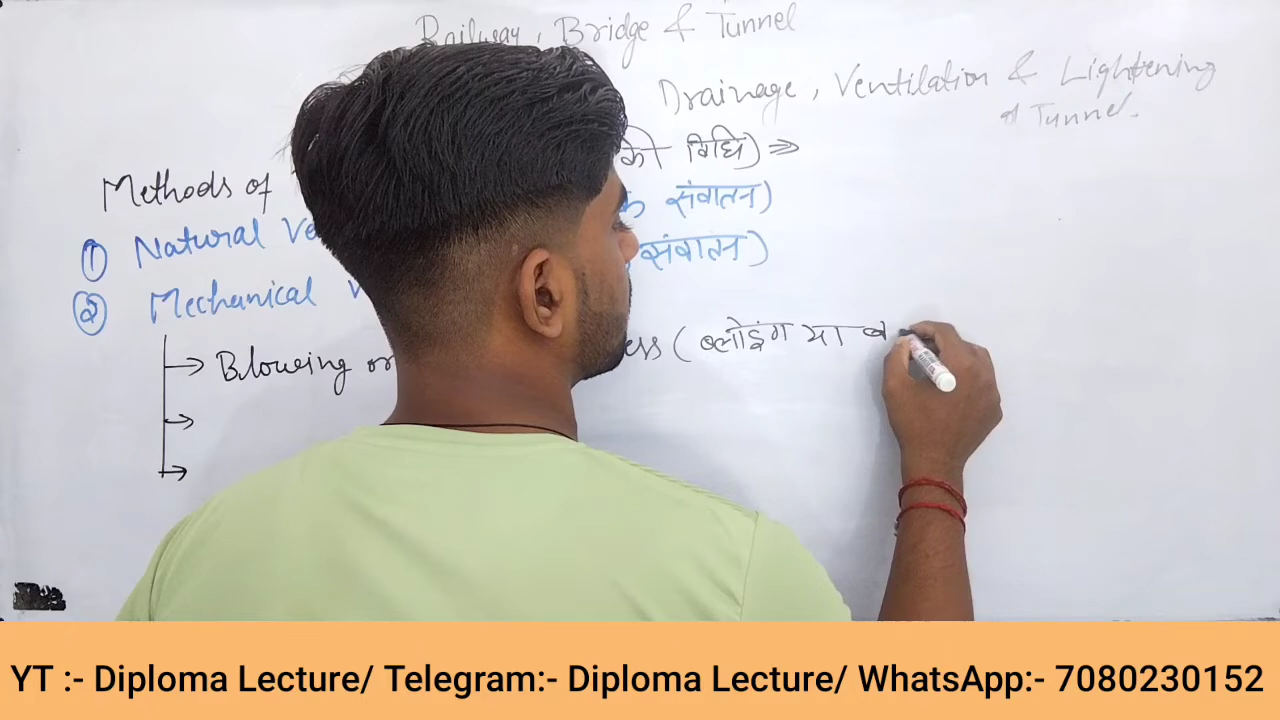 Railway, Bridge & Tunnel
Drainage, Ventilation & Lightening
of Tunnel.
Methods of की विधि) ⇒
① Natural Ve संवातन)
② Mechanical संवातन)
→ Blowing or ess (ब्लोइंग या ब
→
→
YT :- Diploma Lecture/ Telegram:- Diploma Lecture/ WhatsApp:- 7080230152